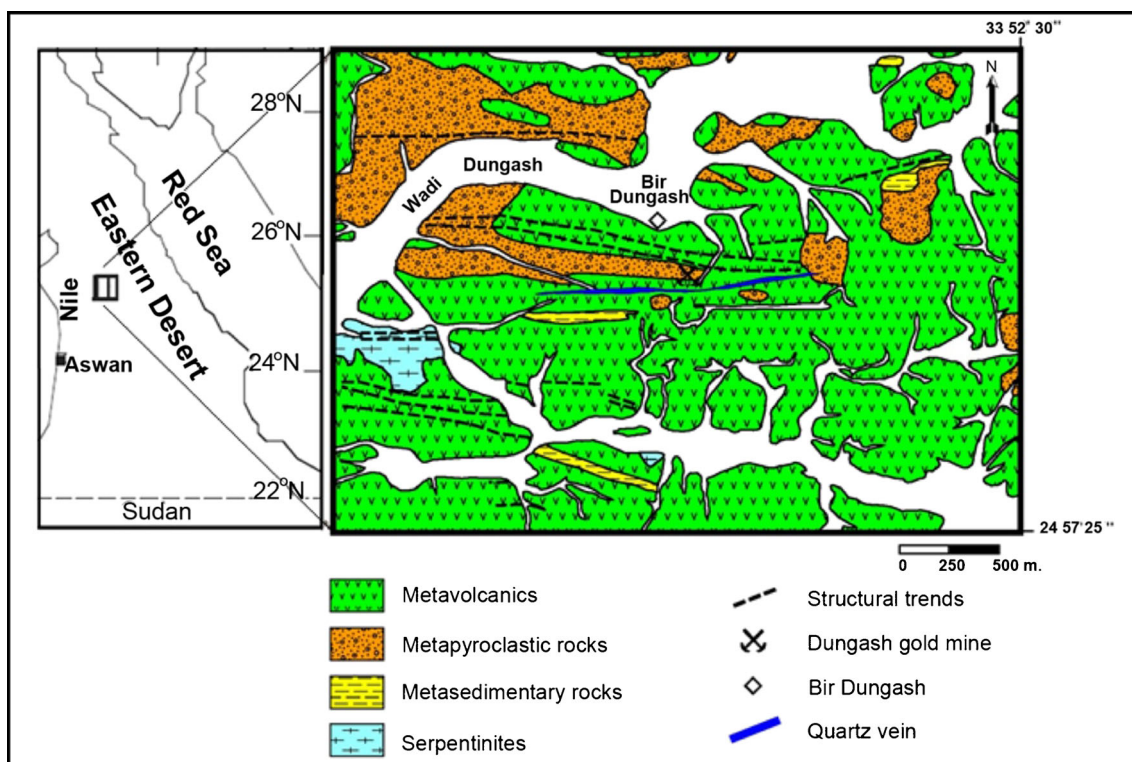 33 52' 30'"
N
28°N
Dungash
Bir
Dungash
Wadi
Red Sea
26°N
Eastern Desert
Nile
24°N
Aswan
22°N
Sudan
24 57' 25 "
0 250 500 m.
Metavolcanics
Structural trends
Metapyroclastic rocks
Dungash gold mine
Metasedimentary rocks
Bir Dungash
Serpentinites
Quartz vein